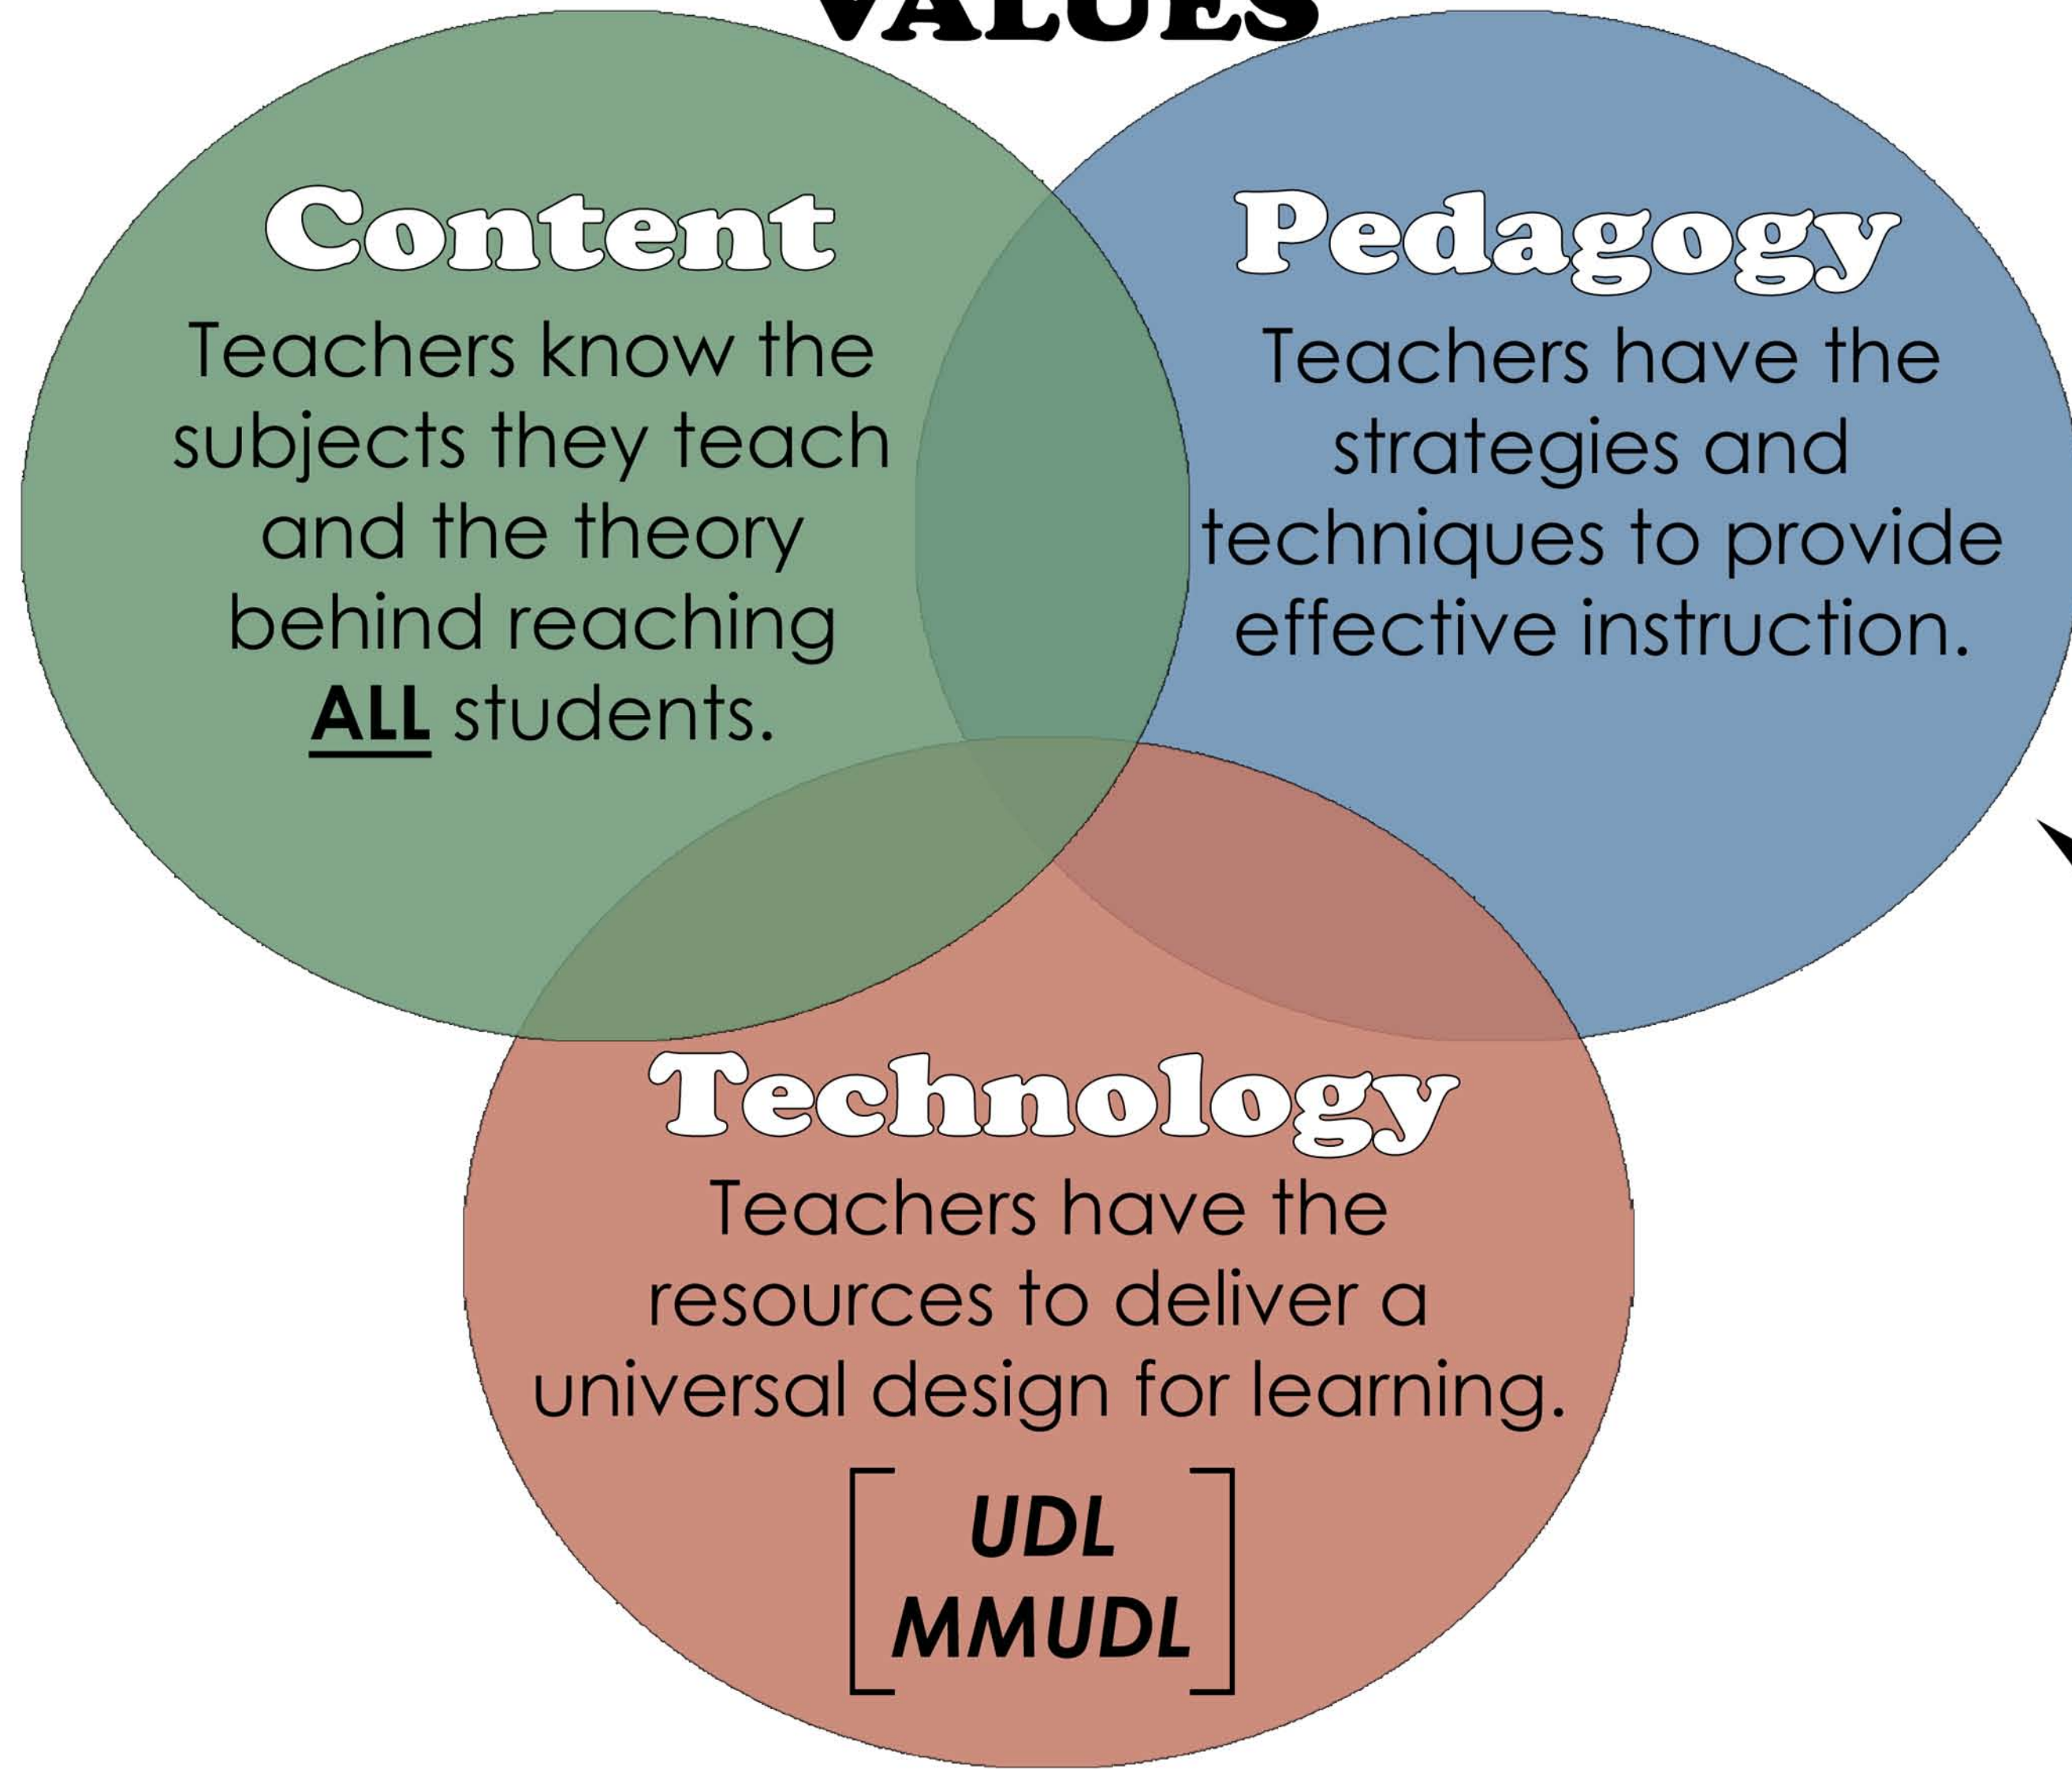 VALUES
Content
Teachers know the
subjects they teach
and the theory
behind reaching
ALL students.
Pedagogy
Teachers have the
strategies and
techniques to provide
effective instruction.
Technology
Teachers have the
resources to deliver a
universal design for learning.
UDL
MMUDL